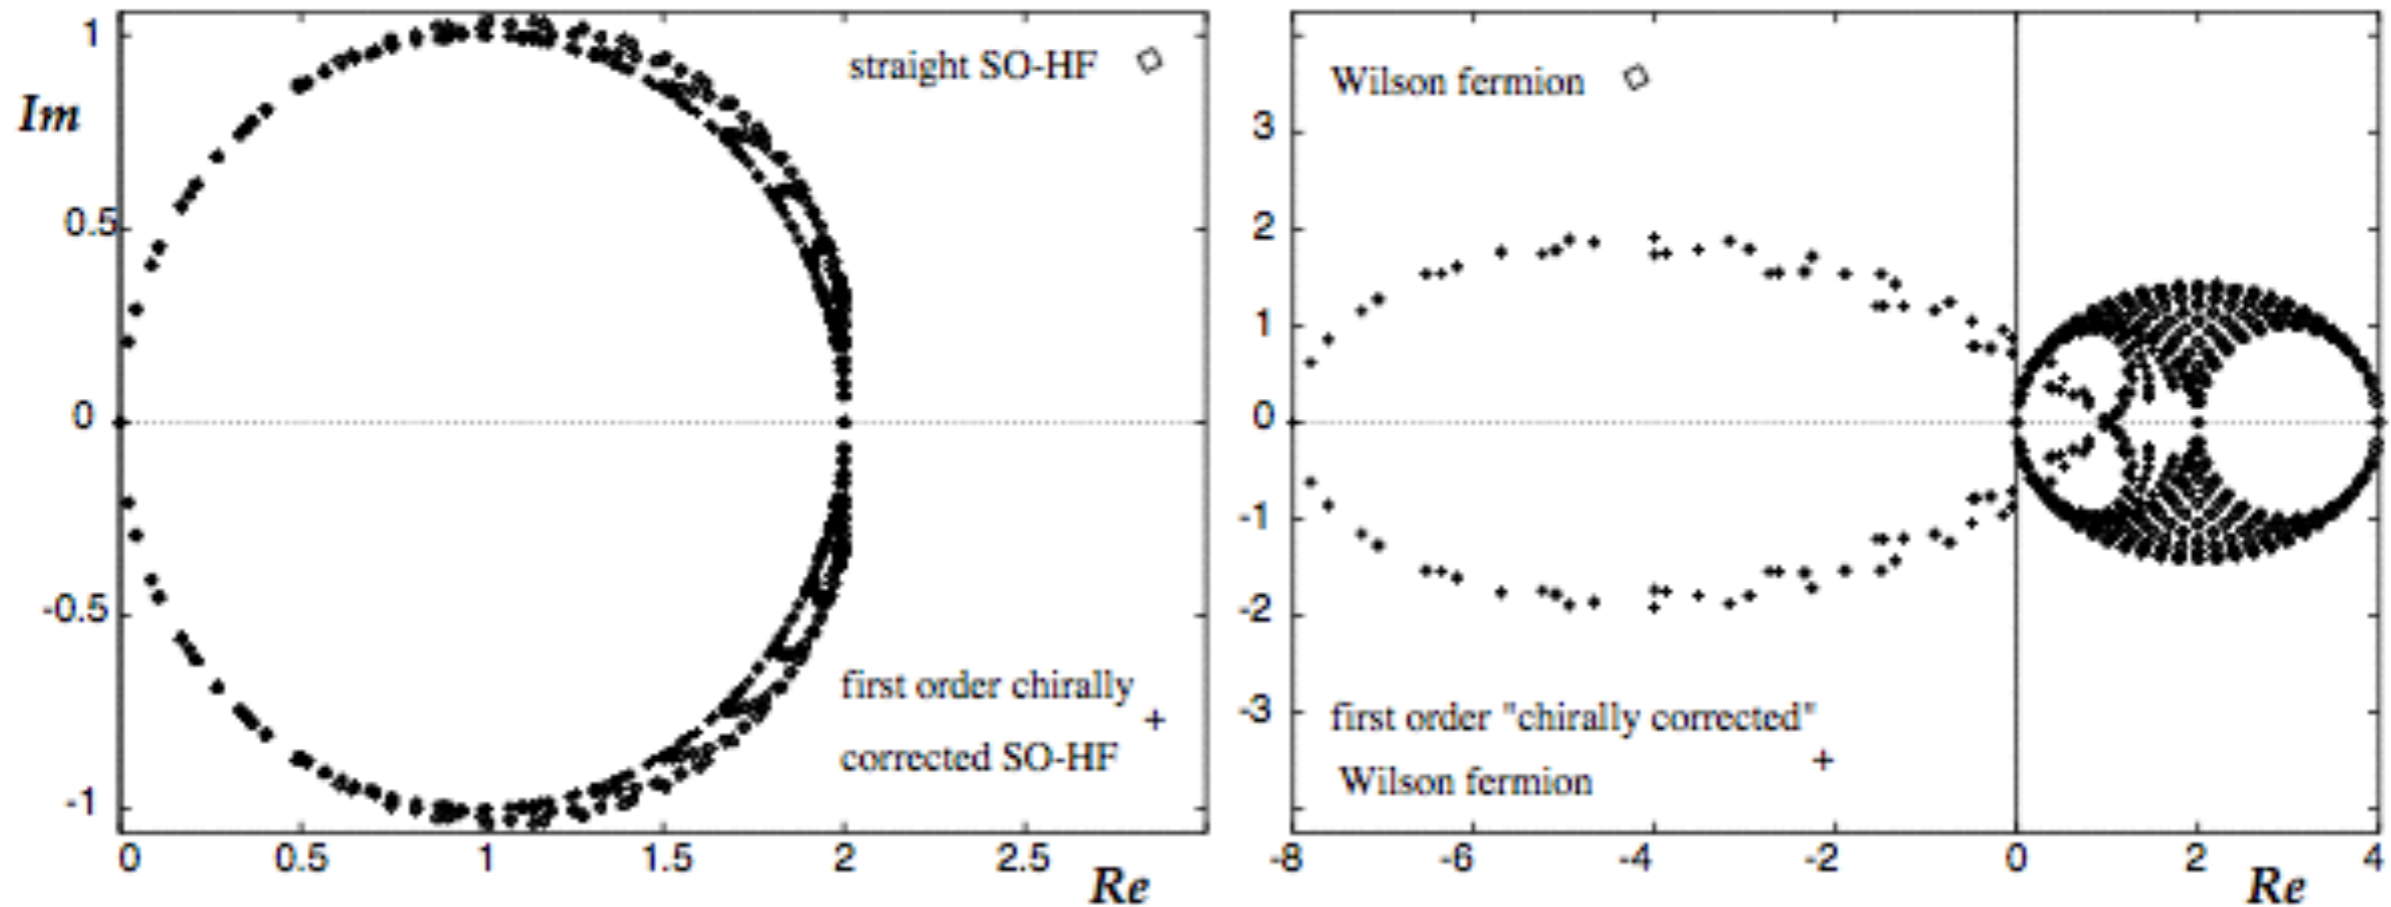 1
Im
0.5
0
-0.5
-1
0 0.5 1 1.5 2 2.5
Re
straight SO-HF
first order chirally
corrected SO-HF
Wilson fermion
3
2
1
0
-1
-2
-3
first order "chirally corrected"
Wilson fermion
-8 -6 -4 -2 0 2 4
Re